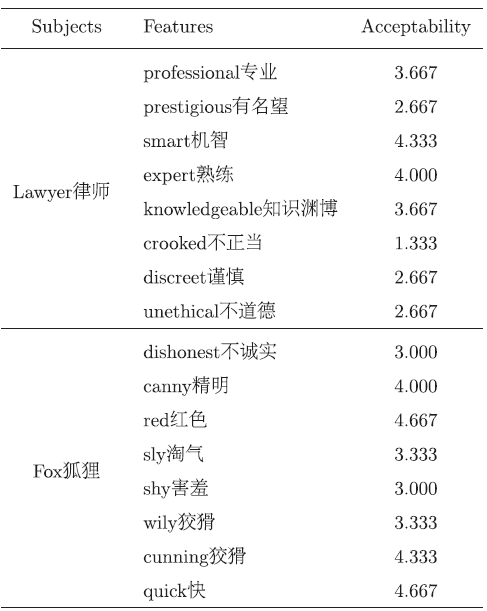 Subjects Features Acceptability
professional专业 3.667
prestigious有名望 2.667
smart机智 4.333
expert熟练 4.000
Lawyer律师
knowledgeable知识渊博 3.667
crooked不正当 1.333
discreet谨慎 2.667
unethical不道德 2.667
dishonest不诚实 3.000
canny精明 4.000
red红色 4.667
sly淘气 3.333
Fox狐狸
shy害羞 3.000
wily狡猾 3.333
cunning狡猾 4.333
quick快 4.667